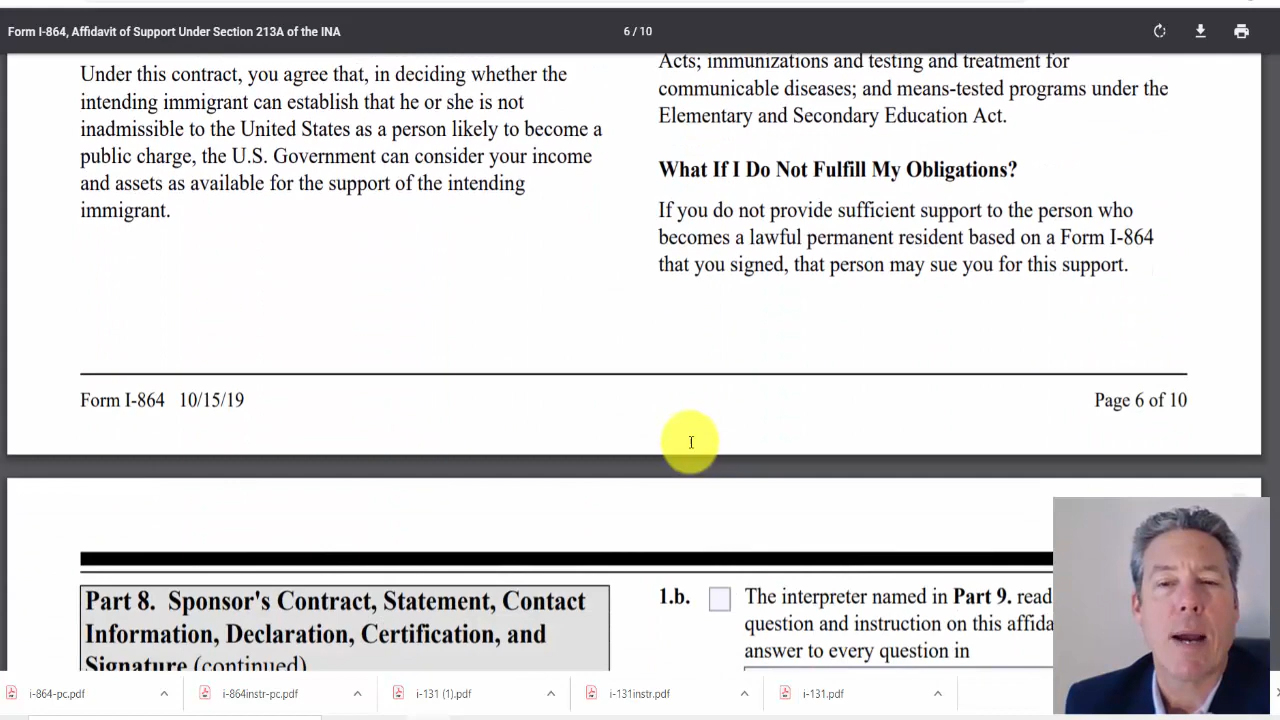 Form I-864, Affidavit of Support Under Section 213A of the INA
6 / 10
Under this contract, you agree that, in deciding whether the
intending immigrant can establish that he or she is not
inadmissible to the United States as a person likely to become a
public charge, the U.S. Government can consider your income
and assets as available for the support of the intending
immigrant.
Acts; immunizations and testing and treatment for
communicable diseases; and means-tested programs under the
Elementary and Secondary Education Act.
What If I Do Not Fulfill My Obligations?
If you do not provide sufficient support to the person who
becomes a lawful permanent resident based on a Form I-864
that you signed, that person may sue you for this support.
Form I-864 10/15/19
Page 6 of 10
Part 8. Sponsor's Contract, Statement, Contact
Information, Declaration, Certification, and
Signature (continued)
1.b. The interpreter named in Part 9. read
question and instruction on this affida
answer to every question in
i-864-pc.pdf
i-864instr-pc.pdf
i-131 (1).pdf
i-131instr.pdf
i-131.pdf